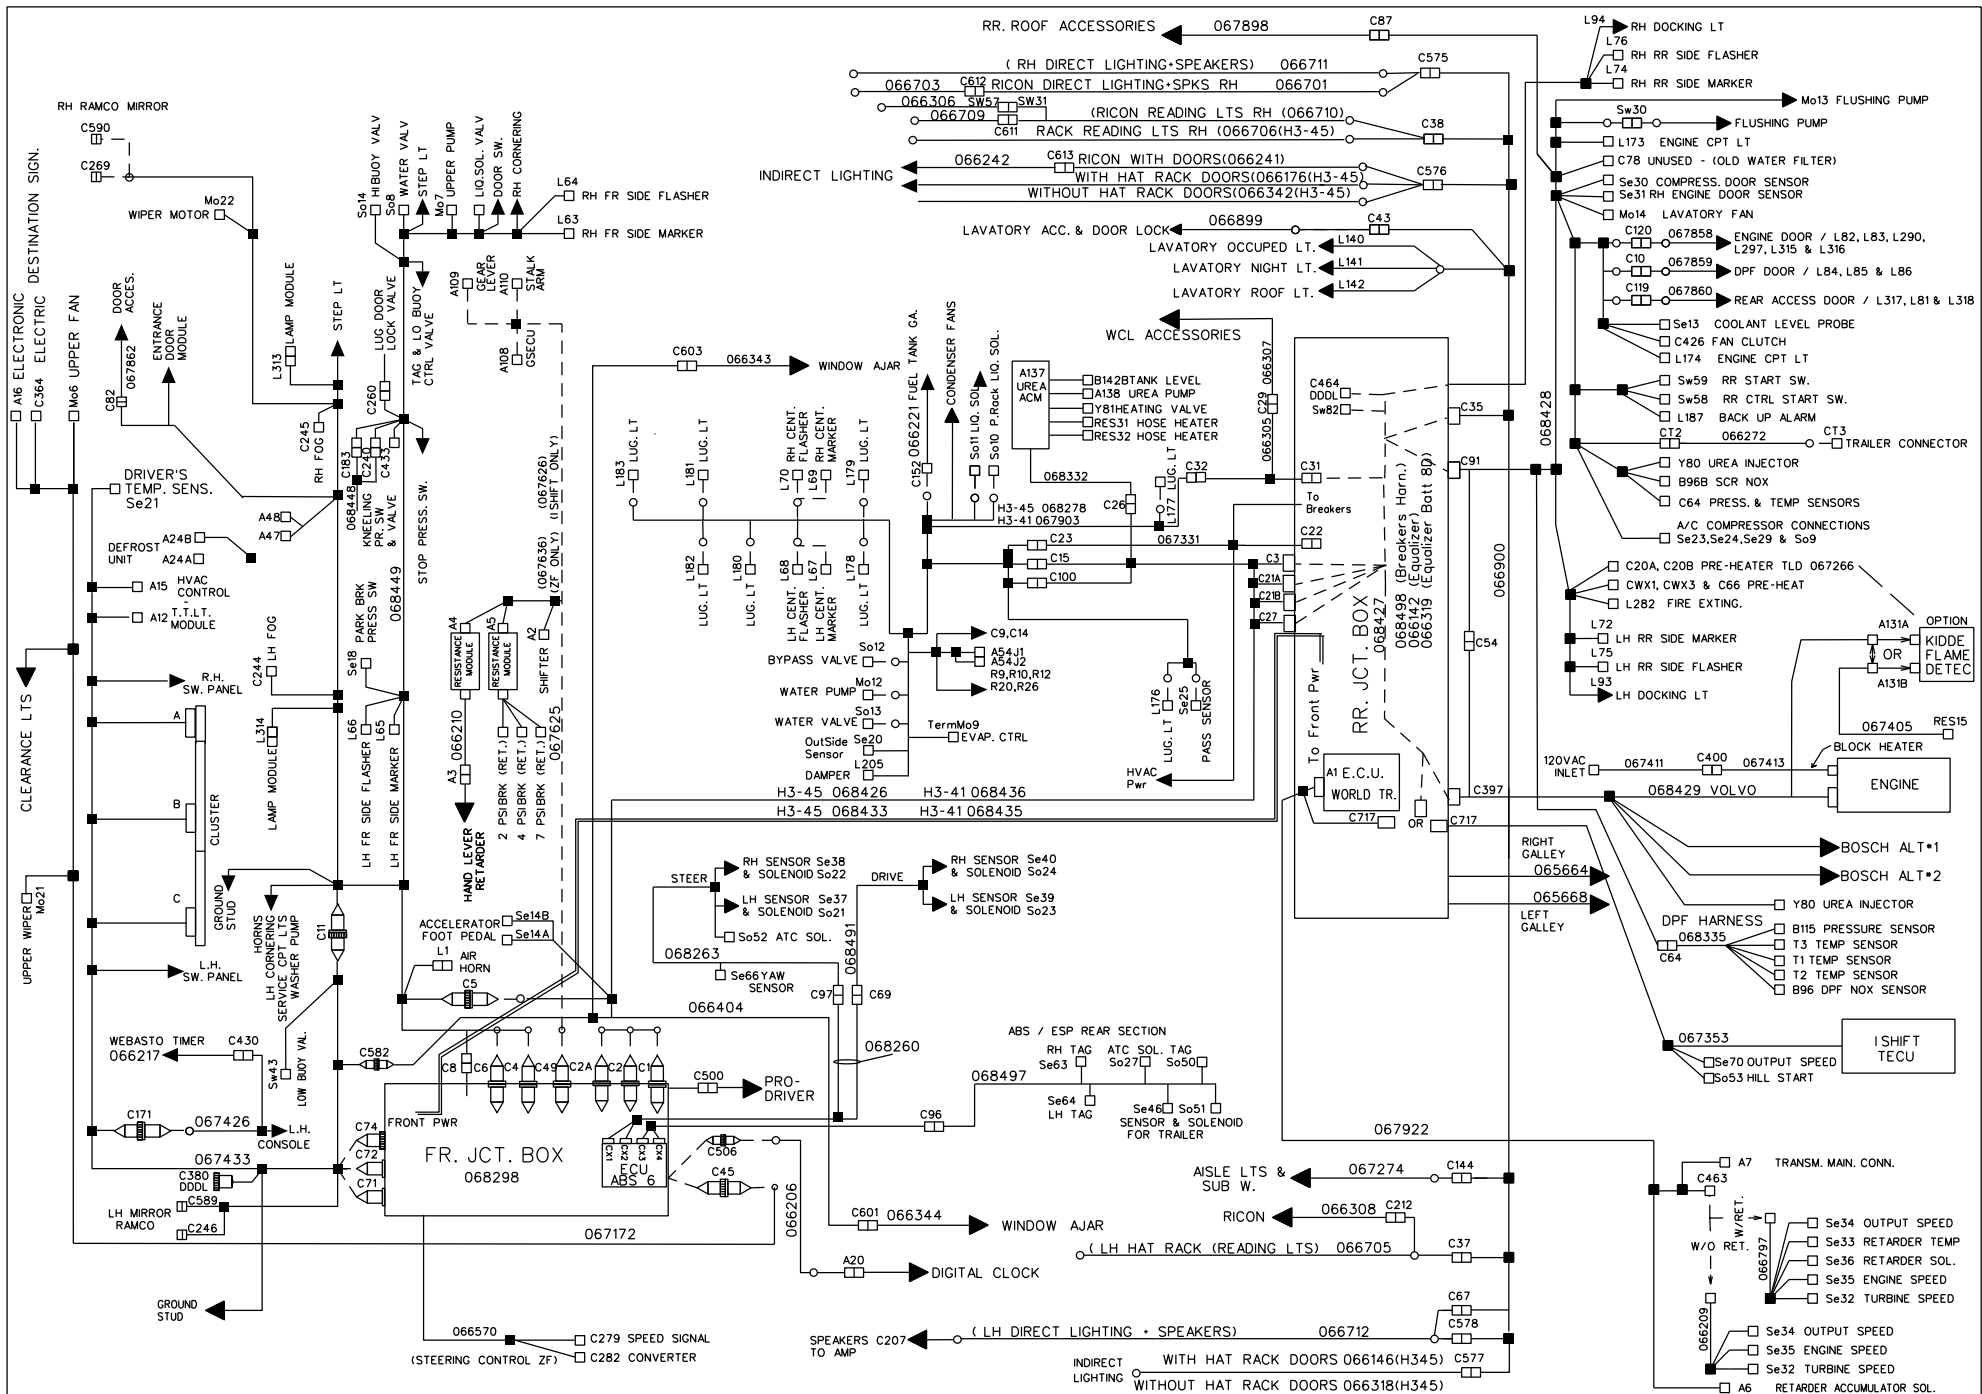 RR. ROOF ACCESSORIES
067898
C87
( RH DIRECT LIGHTING+SPEAKERS) 066711
C575
066703
C612
RICON DIRECT LIGHTING+SPKS RH 066701
066306
SW57
SW31
066709
C611
(RICON READING LTS RH (066710)
RACK READING LTS RH (066706(H3-45)
C38
INDIRECT LIGHTING
066242
C613
RICON WITH DOORS(066241)
WITH HAT RACK DOORS(066176(H3-45)
WITHOUT HAT RACK DOORS(066342(H3-45)
C576
LAVATORY ACC. & DOOR LOCK
066899
C43
LAVATORY OCCUPED LT.
L140
LAVATORY NIGHT LT.
L141
LAVATORY ROOF LT.
L142
WCL ACCESSORIES
066307
C29
066305
L94
RH DOCKING LT
L76
RH RR SIDE FLASHER
L74
RH RR SIDE MARKER
Mo13 FLUSHING PUMP
Sw30
FLUSHING PUMP
L173 ENGINE CPT LT
C78 UNUSED - (OLD WATER FILTER)
Se30 COMPRESS. DOOR SENSOR
Se31 RH ENGINE DOOR SENSOR
Mo14 LAVATORY FAN
C120
067858
ENGINE DOOR / L82, L83, L290,
L297, L315 & L316
C10
067859
DPF DOOR / L84, L85 & L86
C119
067860
REAR ACCESS DOOR / L317, L81 & L318
Se13 COOLANT LEVEL PROBE
C426 FAN CLUTCH
L174 ENGINE CPT LT
Sw59 RR START SW.
Sw58 RR CTRL START SW.
L187 BACK UP ALARM
068428
CT2
066272
CT3
TRAILER CONNECTOR
Y80 UREA INJECTOR
B96B SCR NOX
C64 PRESS. & TEMP SENSORS
A/C COMPRESSOR CONNECTIONS
Se23,Se24,Se29 & So9
C20A, C20B PRE-HEATER TLD 067266
CWX1, CWX3 & C66 PRE-HEAT
L282 FIRE EXTING.
L72
LH RR SIDE MARKER
L75
LH RR SIDE FLASHER
L93
LH DOCKING LT
OPTION
A131A
OR
A131B
KIDDE
FLAME
DETEC
067405
RES15
BLOCK HEATER
120VAC
INLET
067411
C400
067413
ENGINE
068429 VOLVO
BOSCH ALT•1
BOSCH ALT•2
Y80 UREA INJECTOR
RIGHT
GALLEY
065664
065668
LEFT
GALLEY
DPF HARNESS
068335
C64
B115 PRESSURE SENSOR
T3 TEMP SENSOR
T1 TEMP SENSOR
T2 TEMP SENSOR
B96 DPF NOX SENSOR
067353
I SHIFT
TECU
Se70 OUTPUT SPEED
So53 HILL START
A7 TRANSM. MAIN. CONN.
C463
W/RET.
W/O RET.
066797
066209
Se34 OUTPUT SPEED
Se33 RETARDER TEMP
Se36 RETARDER SOL.
Se35 ENGINE SPEED
Se32 TURBINE SPEED
Se34 OUTPUT SPEED
Se35 ENGINE SPEED
Se32 TURBINE SPEED
A6 RETARDER ACCUMULATOR SOL.
RH RAMCO MIRROR
C590
C269
Mo22
WIPER MOTOR
A16 ELECTRONIC
C364 ELECTRIC
DESTINATION SIGN.
Mo6 UPPER FAN
DOOR
ACCES.
067862
C82
ENTRANCE
DOOR
MODULE
L313
LAMP MODULE
STEP LT
So14
HIBUOY VALV
So8
WATER VALV
STEP LT
Mo7
UPPER PUMP
LIQ.SOL. VALV
DOOR SW.
RH CORNERING
L64
RH FR SIDE FLASHER
L63
RH FR SIDE MARKER
LUG DOOR
LOCK VALVE
C260
TAG & LO BUOY
CTRL VALVE
A109
GEAR
LEVER
A110
STALK
ARM
A108
GSECU
C245
RH FOG
C183
C240
C433
068448
KNEELING
PR. SW
& VALVE
STOP PRESS. SW.
DRIVER'S
TEMP. SENS.
Se21
A48
A47
A24B
DEFROST
UNIT
A24A
A15 HVAC
CONTROL
A12 T.T.L.T.
MODULE
CLEARANCE LTS
R.H.
SW. PANEL
A
B
C
CLUSTER
L.H.
SW. PANEL
UPPER WIPER
Mo21
C244
LH FOG
L314
LAMP MODULE
PARK BRK
PRESS SW
Se18
068449
L66
LH FR SIDE FLASHER
L65
LH FR SIDE MARKER
GROUND
STUD
HORNS
LH CORNERING
SERVICE CPT LTS
WASHER PUMP
C11
(067626)
(ISHIFT ONLY)
(067636)
(ZF ONLY)
A4
RESISTANCE
MODULE
A5
RESISTANCE
MODULE
A2
SHIFTER
066210
A3
HAND LEVER
RETARDER
2 PSI BRK (RET.)
4 PSI BRK (RET.)
7 PSI BRK (RET.)
067625
ACCELERATOR
FOOT PEDAL
Se14B
Se14A
L1
AIR
HORN
C5
WEBASTO TIMER
066217
C430
Sw43
LOW BUOY VAL.
C582
C171
067426
L.H.
CONSOLE
067433
C380
DDDL
C589
LH MIRROR
RAMCO
C246
GROUND
STUD
C8
C6
C4
C49
C2A
C2
C1
C500
PRO-
DRIVER
FRONT PWR
C74
C72
C71
FR. JCT. BOX
068298
CX1
CX2
CX3
CX4
ECU
ABS 6
C506
C45
066206
067172
066570
(STEERING CONTROL ZF)
C279 SPEED SIGNAL
C282 CONVERTER
C603
066343
WINDOW AJAR
L183
LUG. LT
L181
LUG. LT
L70
RH CENT.
FLASHER
L69
RH CENT.
MARKER
L179
LUG. LT
L182
LUG. LT
L180
LUG. LT
L68
LH CENT.
FLASHER
L67
LH CENT.
MARKER
L178
LUG. LT
C152
066221 FUEL TANK GA.
CONDENSER FANS
So11 LIQ. SOL
So10 P.Rack LIQ. SOL.
A137
UREA
ACM
B142BTANK LEVEL
A138 UREA PUMP
Y81HEATING VALVE
RES31 HOSE HEATER
RES32 HOSE HEATER
068332
C26
L177
LUG. LT
C32
H3-45 068278
H3-41 067903
C23
067331
C15
C100
So12
BYPASS VALVE
Mo12
WATER PUMP
So13
WATER VALVE
OutSide
Sensor
Se20
L205
DAMPER
C9,C14
A54J1
A54J2
R9,R10,R12
R20,R26
TermMo9
EVAP. CTRL
L176
LUG. LT
Se25
PASS SENSOR
HVAC
Pwr
H3-45 068426 H3-41 068436
H3-45 068433 H3-41 068435
C464
DDDL
Sw82
C35
C91
C31
To
Breakers
C22
C3
C21A
C21B
C27
RR. JCT. BOX
068427
068498 (Breakers Harn.)
066142 (Equalizer)
066319 (Equalizer Batt 8D)
To Front Pwr
A1 E.C.U.
WORLD TR.
C717
OR
C717
C397
C54
066900
RH SENSOR Se38
& SOLENOID So22
STEER
LH SENSOR Se37
& SOLENOID So21
So52 ATC SOL.
068263
Se66 YAW
SENSOR
RH SENSOR Se40
& SOLENOID So24
DRIVE
LH SENSOR Se39
& SOLENOID So23
068491
C97
C69
066404
068260
ABS / ESP REAR SECTION
RH TAG
Se63
ATC SOL. TAG
So27
So50
068497
Se64
LH TAG
Se46
So51
SENSOR & SOLENOID
FOR TRAILER
C96
067922
AISLE LTS &
SUB W.
067274
C144
RICON
066308
C212
( LH HAT RACK (READING LTS) 066705
C37
C601
066344
WINDOW AJAR
A20
DIGITAL CLOCK
C67
SPEAKERS C207
TO AMP
( LH DIRECT LIGHTING + SPEAKERS) 066712
C578
INDIRECT
LIGHTING
WITH HAT RACK DOORS 066146(H345)
C577
WITHOUT HAT RACK DOORS 066318(H345)